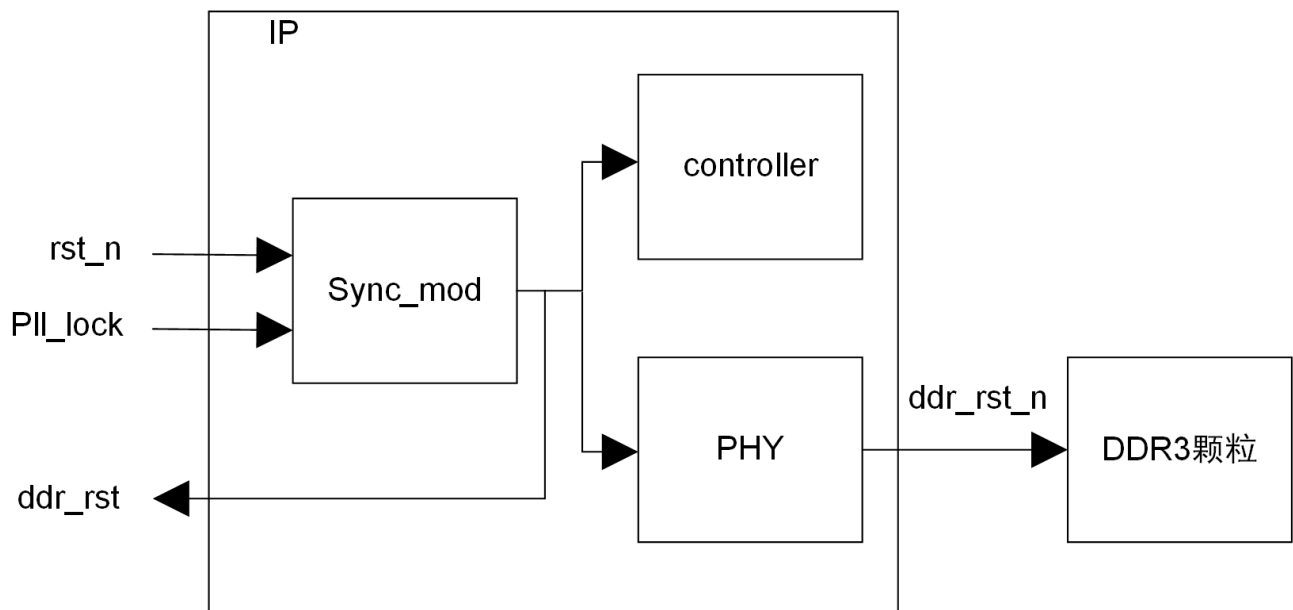 IP
controller
rst_n
Sync_mod
Pll_lock
ddr_rst_n
PHY
DDR3颗粒
ddr_rst